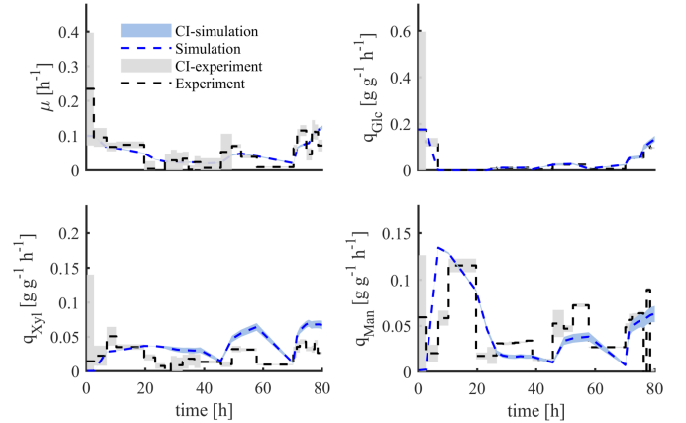 μ [h⁻¹]
0.4
0.3
0.2
0.1
0
CI-simulation
Simulation
CI-experiment
Experiment
q_Glc [g g⁻¹ h⁻¹]
0.6
0.4
0.2
0
q_Xyl [g g⁻¹ h⁻¹]
0.2
0.15
0.1
0.05
0
0 20 40 60 80
time [h]
q_Man [g g⁻¹ h⁻¹]
0.15
0.1
0.05
0
0 20 40 60 80
time [h]